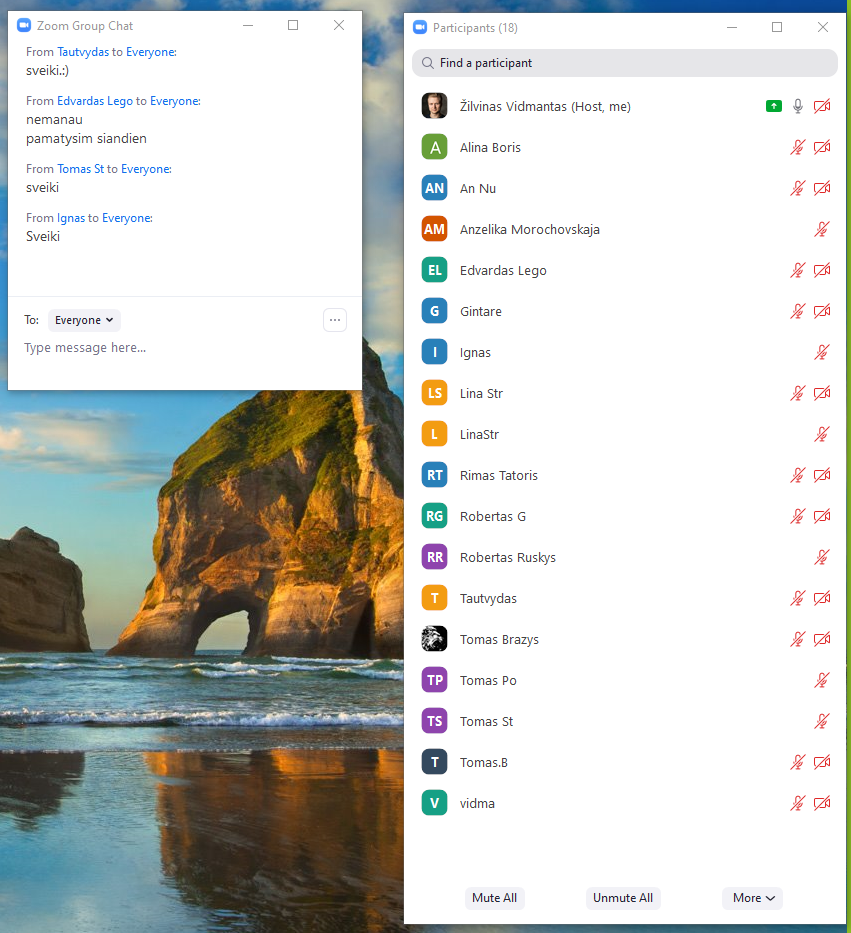 Zoom Group Chat
From Tautvydas to Everyone:
sveiki.:)
From Edvardas Lego to Everyone:
nemanau
pamatysim siandien
From Tomas St to Everyone:
sveiki
From Ignas to Everyone:
Sveiki
To: Everyone
Type message here...
Participants (18)
Find a participant
Žilvinas Vidmantas (Host, me)
A Alina Boris
AN An Nu
AM Anzelika Morochovskaja
EL Edvardas Lego
G Gintare
I Ignas
LS Lina Str
L LinaStr
RT Rimas Tatoris
RG Robertas G
RR Robertas Ruskys
T Tautvydas
Tomas Brazys
TP Tomas Po
TS Tomas St
T Tomas.B
V vidma
Mute All Unmute All More